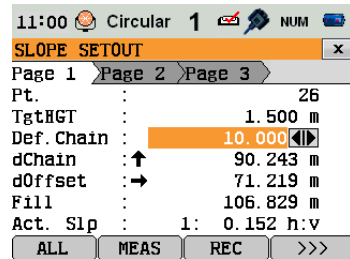 11:00 Circular 1 NUM
SLOPE SETOUT x
Page 1 Page 2 Page 3
Pt. : 26
TgtHGT : 1.500 m
Def.Chain : 10.000
dChain :↑ 90.243 m
dOffset :→ 71.219 m
Fill : 106.829 m
Act. Slp : 1: 0.152 h:v
ALL MEAS REC >>>